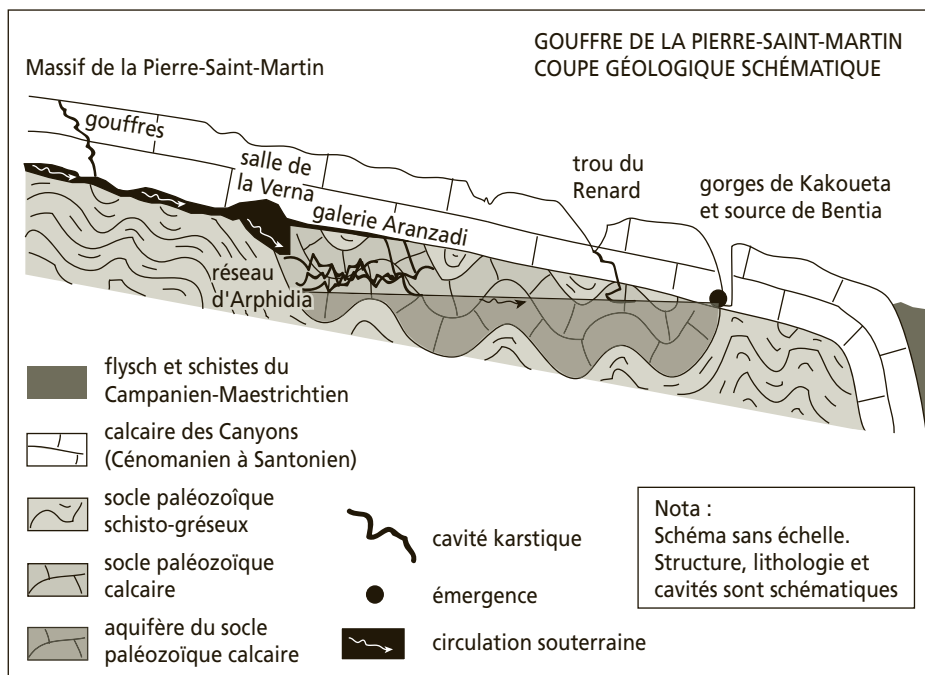 GOUFFRE DE LA PIERRE-SAINT-MARTIN
COUPE GÉOLOGIQUE SCHÉMATIQUE
Massif de la Pierre-Saint-Martin
gouffres
salle de
la Verna
galerie Aranzadi
trou du
Renard
gorges de Kakoueta
et source de Bentia
réseau
d'Arphidia
flysch et schistes du
Campanien-Maestrichtien
calcaire des Canyons
(Cénomanien à Santonien)
socle paléozoîque
schisto-gréseux
socle paléozoïque
calcaire
aquifère du socle
paléozoïque calcaire
cavité karstique
émergence
circulation souterraine
Nota :
Schéma sans échelle.
Structure, lithologie et
cavités sont schématiques